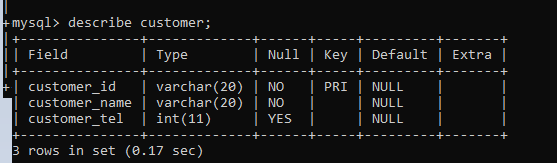 mysql> describe customer;
+---------------+-------------+------+-----+---------+-------+
| Field         | Type        | Null | Key | Default | Extra |
+---------------+-------------+------+-----+---------+-------+
| customer_id   | varchar(20) | NO   | PRI | NULL    |       |
| customer_name | varchar(20) | NO   |     | NULL    |       |
| customer_tel  | int(11)     | YES  |     | NULL    |       |
+---------------+-------------+------+-----+---------+-------+
3 rows in set (0.17 sec)